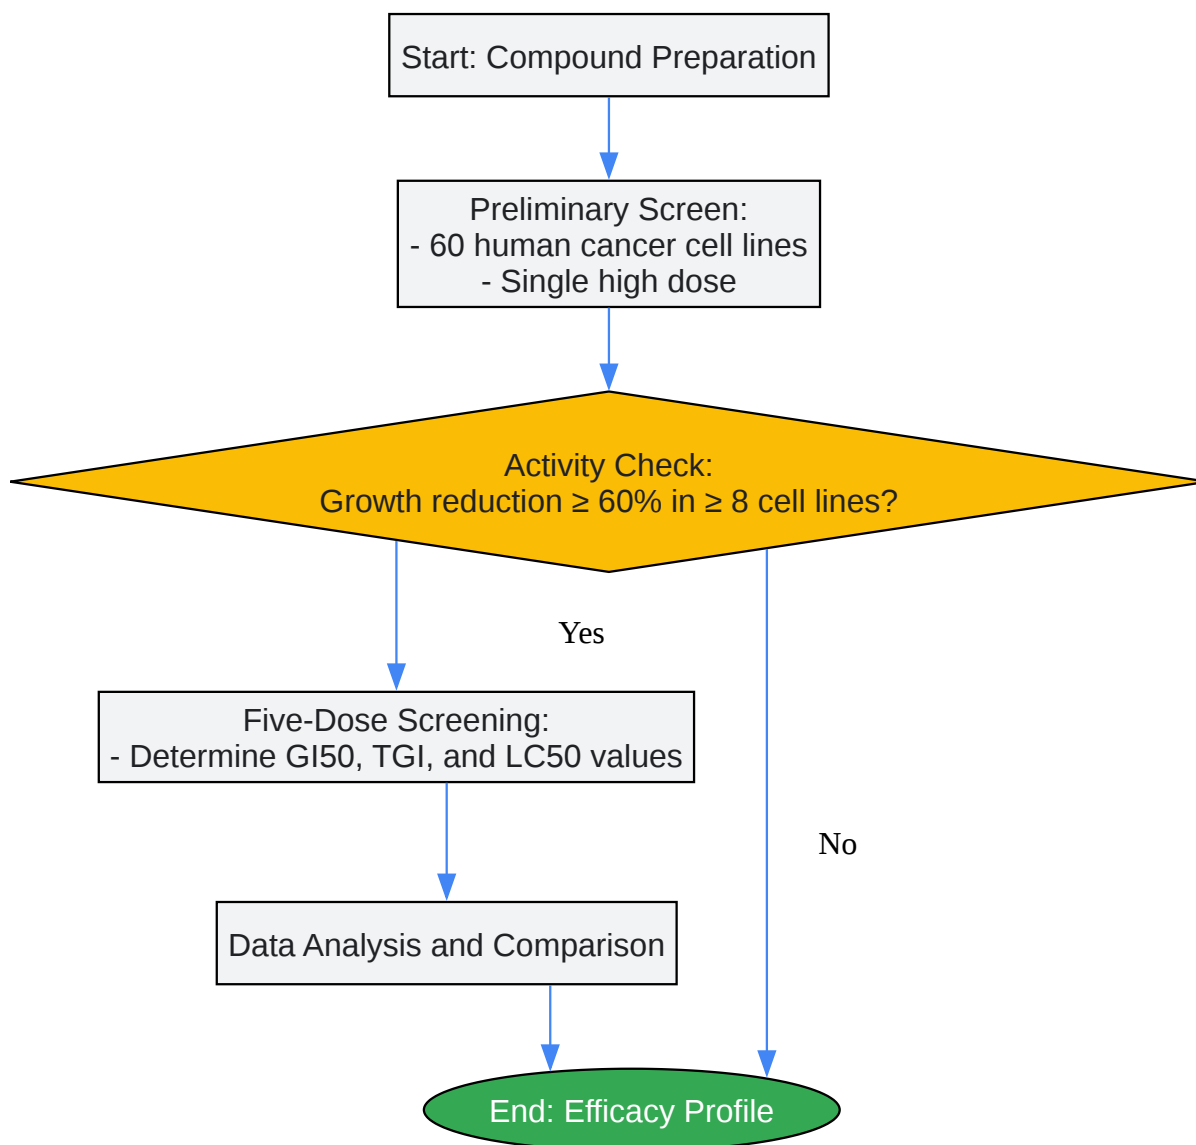 Start: Compound Preparation
Preliminary Screen:
- 60 human cancer cell lines
- Single high dose
Activity Check:
Growth reduction ≥ 60% in ≥ 8 cell lines?
Yes
Five-Dose Screening:
- Determine GI50, TGI, and LC50 values
No
Data Analysis and Comparison
End: Efficacy Profile